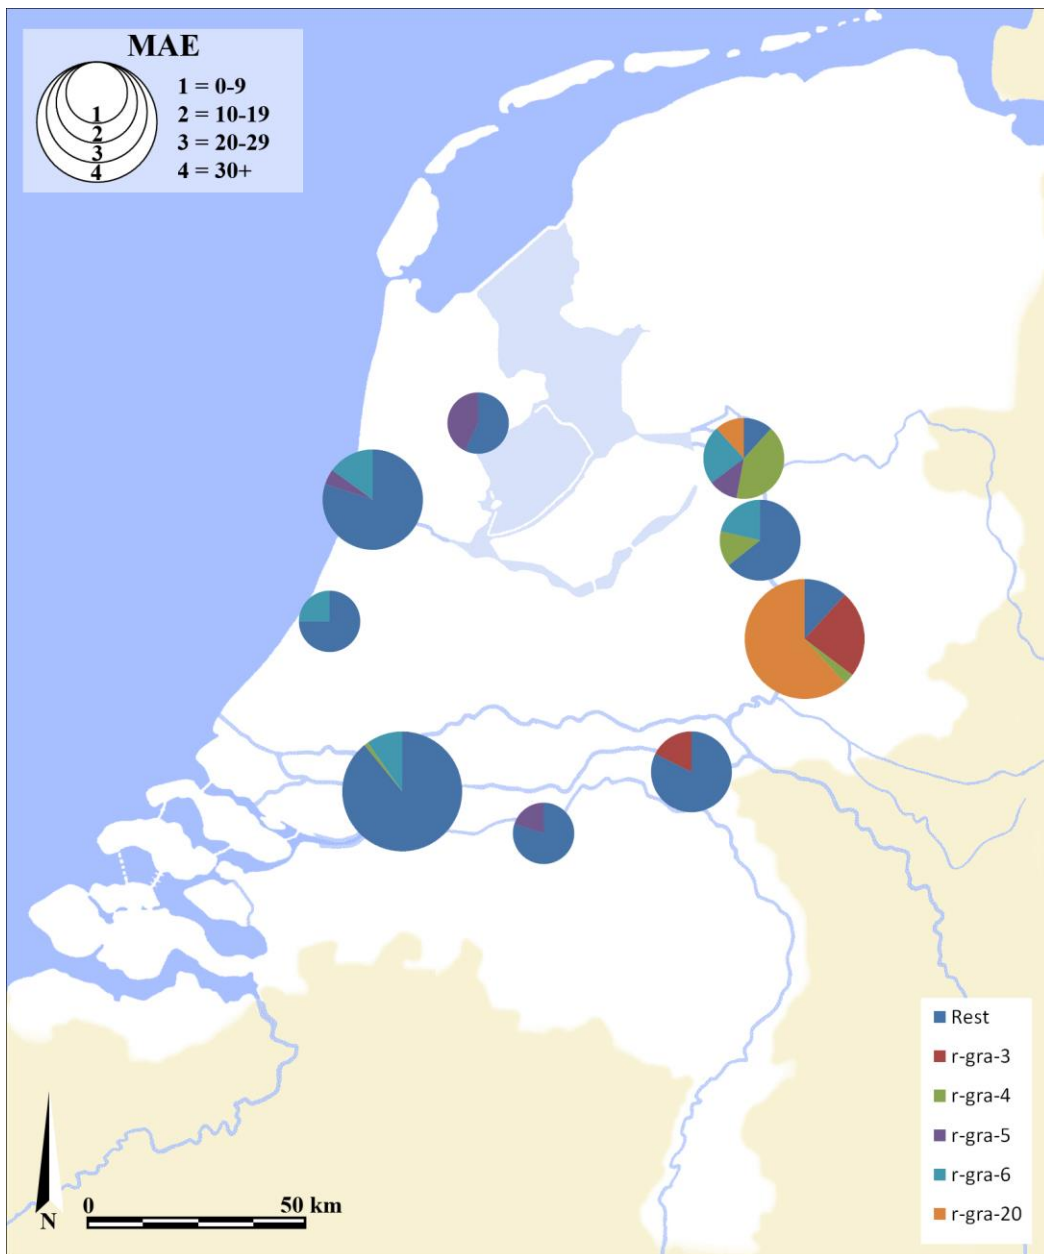 MAE
1 = 0-9
2 = 10-19
3 = 20-29
4 = 30+
1
2
3
4
Rest
r-gra-3
r-gra-4
r-gra-5
r-gra-6
r-gra-20
0 50 km
N